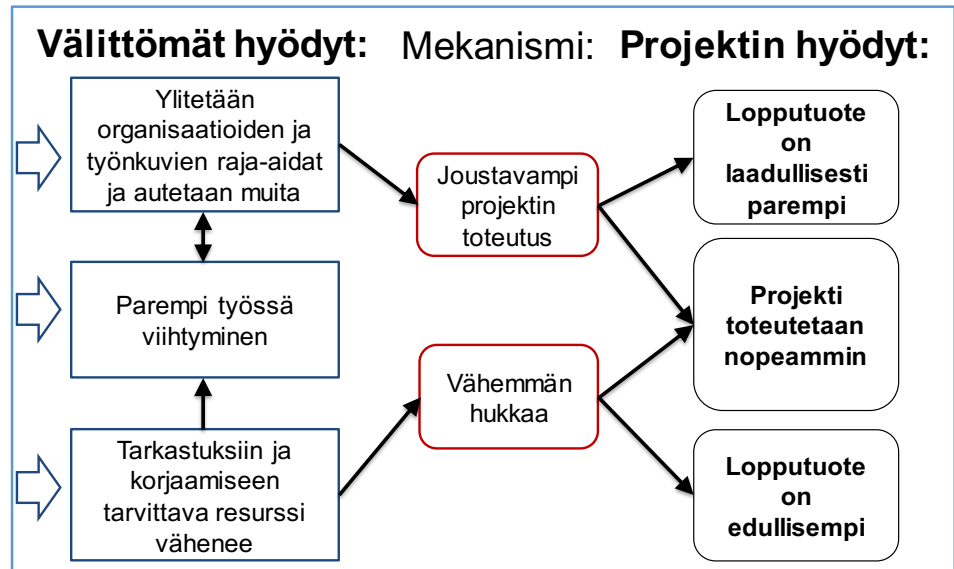 Välittömät hyödyt:
Mekanismi:
Projektin hyödyt:
Ylitetään
organisaatioiden ja
työnkuvien raja-aidat
ja autetaan muita
Parempi työssä
viihtyminen
Tarkastuksiin ja
korjaamiseen
tarvittava resurssi
vähenee
Joustavampi
projektin
toteutus
Vähemmän
hukkaa
Lopputuote
on
laadullisesti
parempi
Projekti
toteutetaan
nopeammin
Lopputuote
on
edullisempi